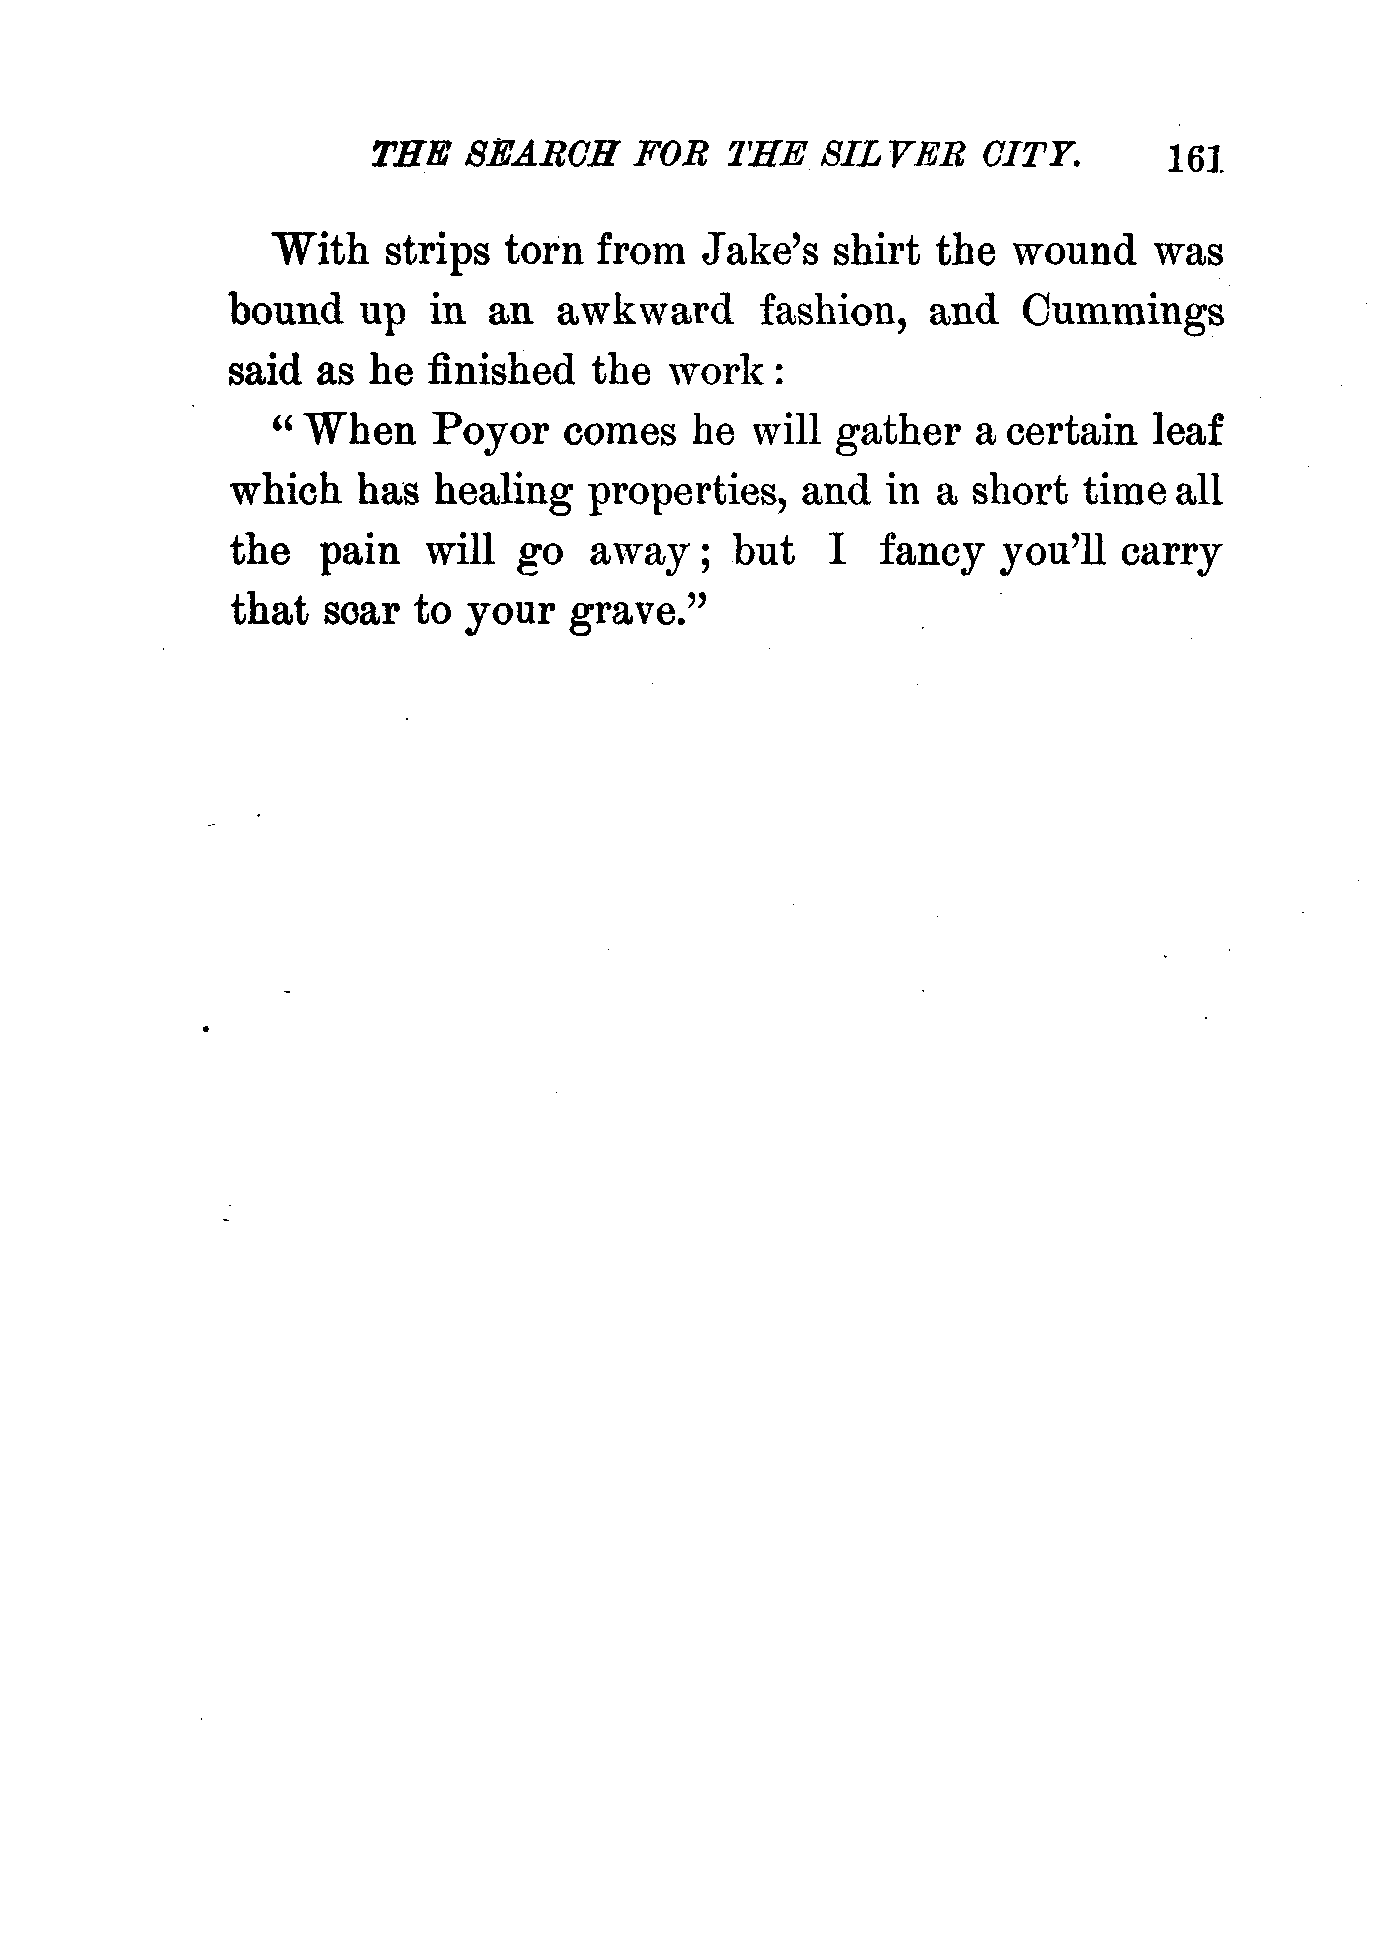 THE SEARCH FOR THE SILVER CITY. 161
With strips torn from Jake's shirt the wound was
bound up in an awkward fashion, and Cummings
said as he finished the work :
“ When Poyor comes he will gather a certain leaf
which has healing properties, and in a short time all
the pain will go away ; but I fancy you'll carry
that scar to your grave.”